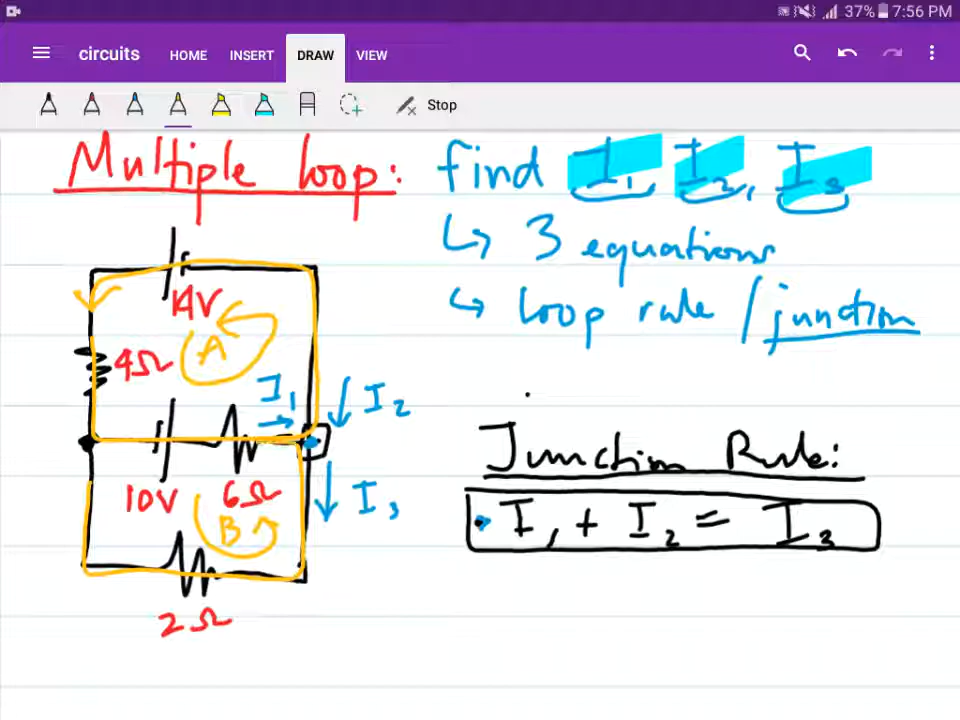 37% 7:56 PM
circuits HOME INSERT DRAW VIEW
Stop
Multiple loop: find I₁, I₂, I₃
↳ 3 equations
↳ loop rule / junction
14V
A
4Ω
I₁
I₂
10V
6Ω
I₃
B
2Ω
Junction Rule:
• I₁ + I₂ = I₃